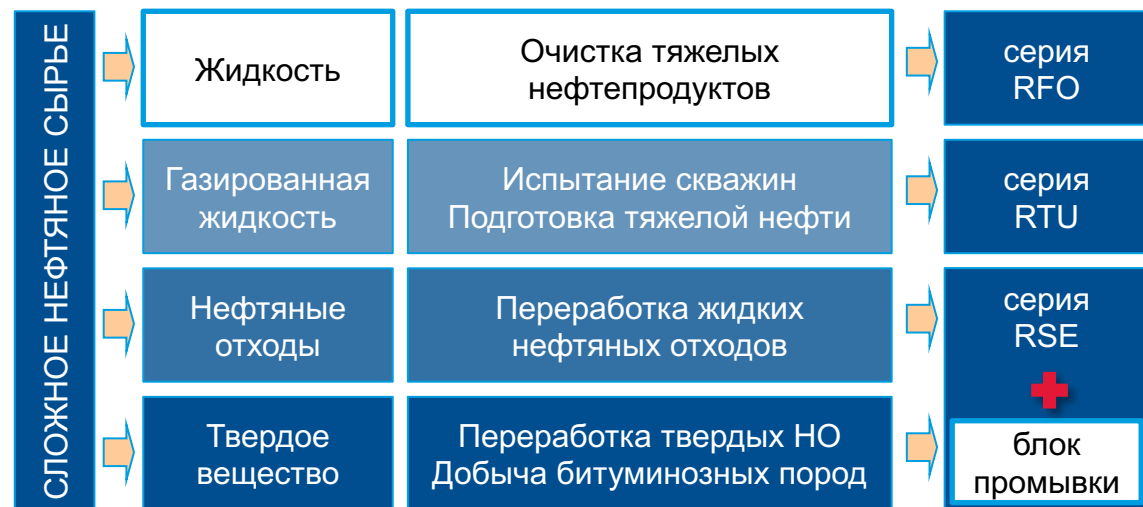 СЛОЖНОЕ НЕФТЯНОЕ СЫРЬЕ
Жидкость
Очистка тяжелых
нефтепродуктов
серия
RFO
Газированная
жидкость
Испытание скважин
Подготовка тяжелой нефти
серия
RTU
Нефтяные
отходы
Переработка жидких
нефтяных отходов
серия
RSE
Твердое
вещество
Переработка твердых НО
Добыча битуминозных пород
блок
промывки